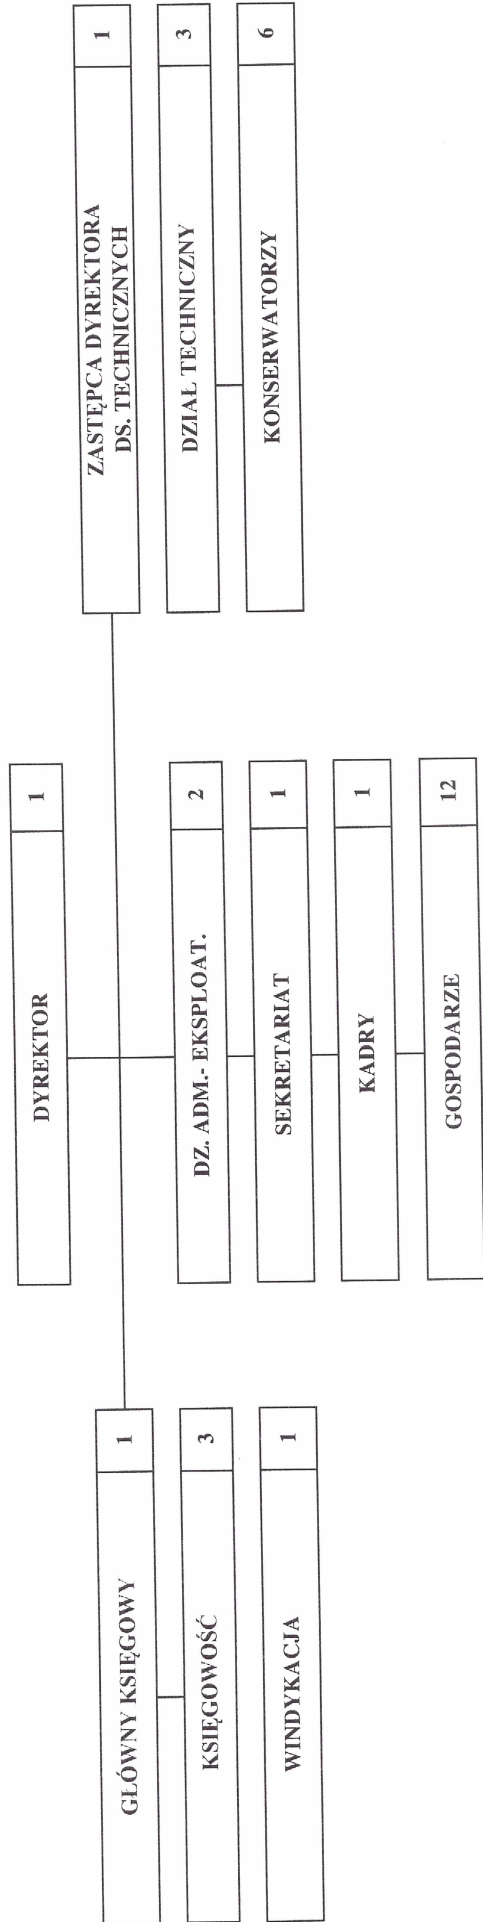 DYREKTOR 1
GŁÓWNY KSIĘGOWY 1
KSIĘGOWOŚĆ 3
WINDYKACJA 1
DZ. ADM.- EKSPLOAT. 2
SEKRETARIAT 1
KADRY 1
GOSPODARZE 12
ZASTĘPCA DYREKTORA
DS. TECHNICZNYCH 1
DZIAŁ TECHNICZNY 3
KONSERWATORZY 6